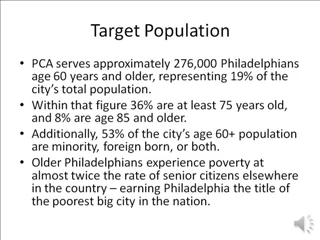 Target Population
• PCA serves approximately 276,000 Philadelphians
age 60 years and older, representing 19% of the
city's total population.
• Within that figure 36% are at least 75 years old,
and 8% are age 85 and older.
• Additionally, 53% of the city's age 60+ population
are minority, foreign born, or both.
• Older Philadelphians experience poverty at
almost twice the rate of senior citizens elsewhere
in the country – earning Philadelphia the title of
the poorest big city in the nation.